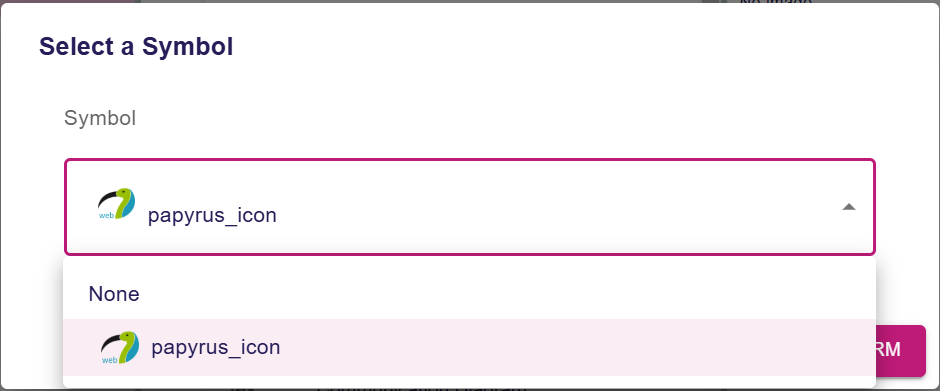 Select a Symbol
Symbol
web
papyrus_icon
None
web
papyrus_icon
RM